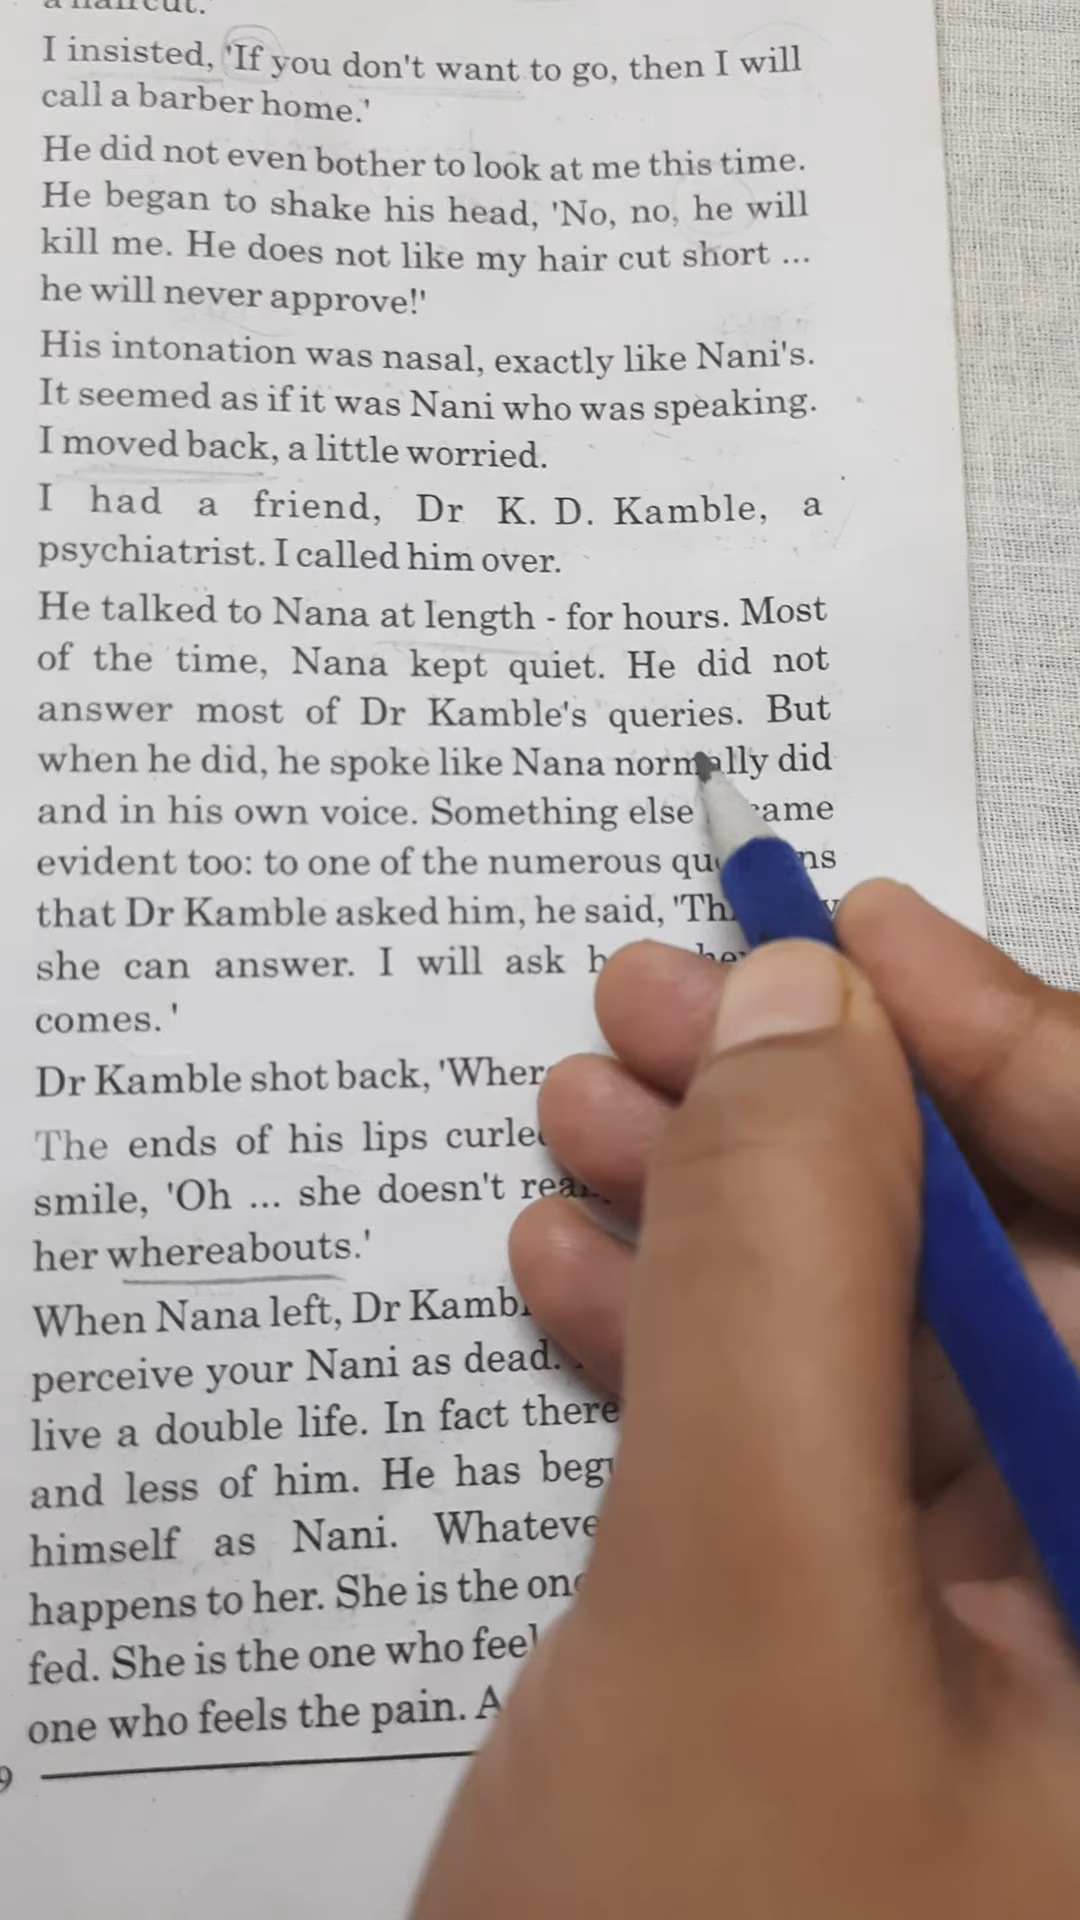 a haircut.'
I insisted, 'If you don't want to go, then I will
call a barber home.'
He did not even bother to look at me this time.
He began to shake his head, 'No, no, he will
kill me. He does not like my hair cut short ...
he will never approve!'
His intonation was nasal, exactly like Nani's.
It seemed as if it was Nani who was speaking.
I moved back, a little worried.
I had a friend, Dr K. D. Kamble, a
psychiatrist. I called him over.
He talked to Nana at length - for hours. Most
of the time, Nana kept quiet. He did not
answer most of Dr Kamble's queries. But
when he did, he spoke like Nana normally did
and in his own voice. Something else
evident too: to one of the numerous
that Dr Kamble asked him, he said,
she can answer. I will ask
comes. '
Dr Kamble shot back,
The ends of his lips
smile, 'Oh ... she doesn't
her whereabouts.'
When Nana left, Dr
perceive your Nani as dead.
live a double life. In fact there
and less of him. He has
himself as Nani.
happens to her. She is the
fed. She is the one who
one who feels the pain.
9